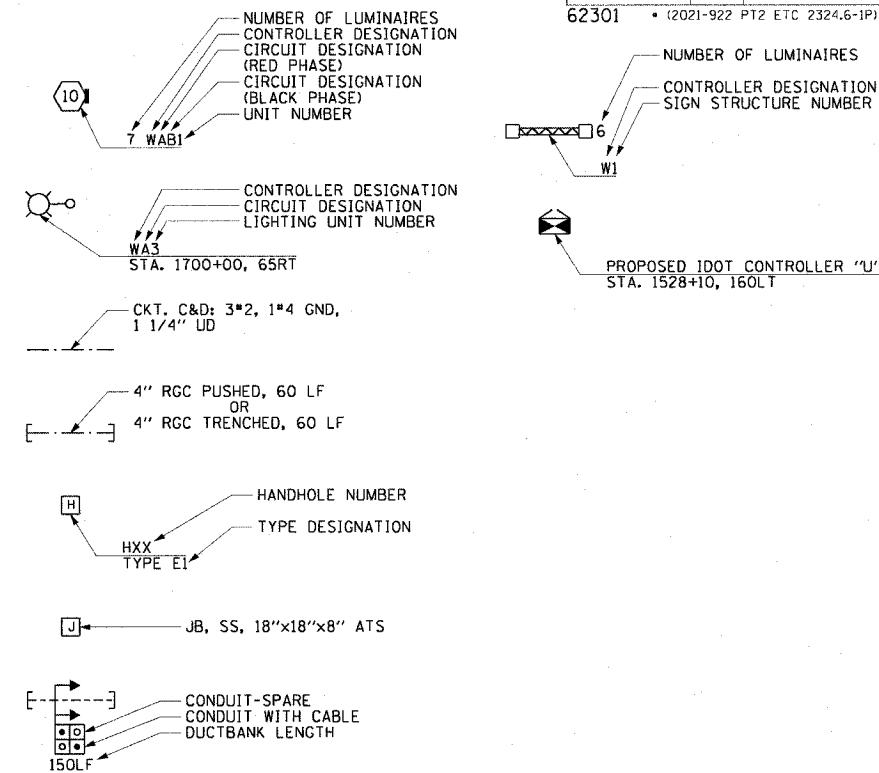 NUMBER OF LUMINAIRES
CONTROLLER DESIGNATION
CIRCUIT DESIGNATION
(RED PHASE)
CIRCUIT DESIGNATION
(BLACK PHASE)
UNIT NUMBER
10
7 WAB1
CONTROLLER DESIGNATION
CIRCUIT DESIGNATION
LIGHTING UNIT NUMBER
WA3
STA. 1700+00, 65RT
CKT. C&D: 3#2, 1#4 GND,
1 1/4" UD
4" RGC PUSHED, 60 LF
OR
4" RGC TRENCHED, 60 LF
H
HANDHOLE NUMBER
TYPE DESIGNATION
HXX
TYPE E1
J
JB, SS, 18"x18"x8" ATS
CONDUIT-SPARE
CONDUIT WITH CABLE
DUCTBANK LENGTH
150LF
62301 • (2021-922 PT2 ETC 2324.6-1P)
NUMBER OF LUMINAIRES
CONTROLLER DESIGNATION
SIGN STRUCTURE NUMBER
6
W1
PROPOSED IDOT CONTROLLER "U"
STA. 1528+10, 160LT